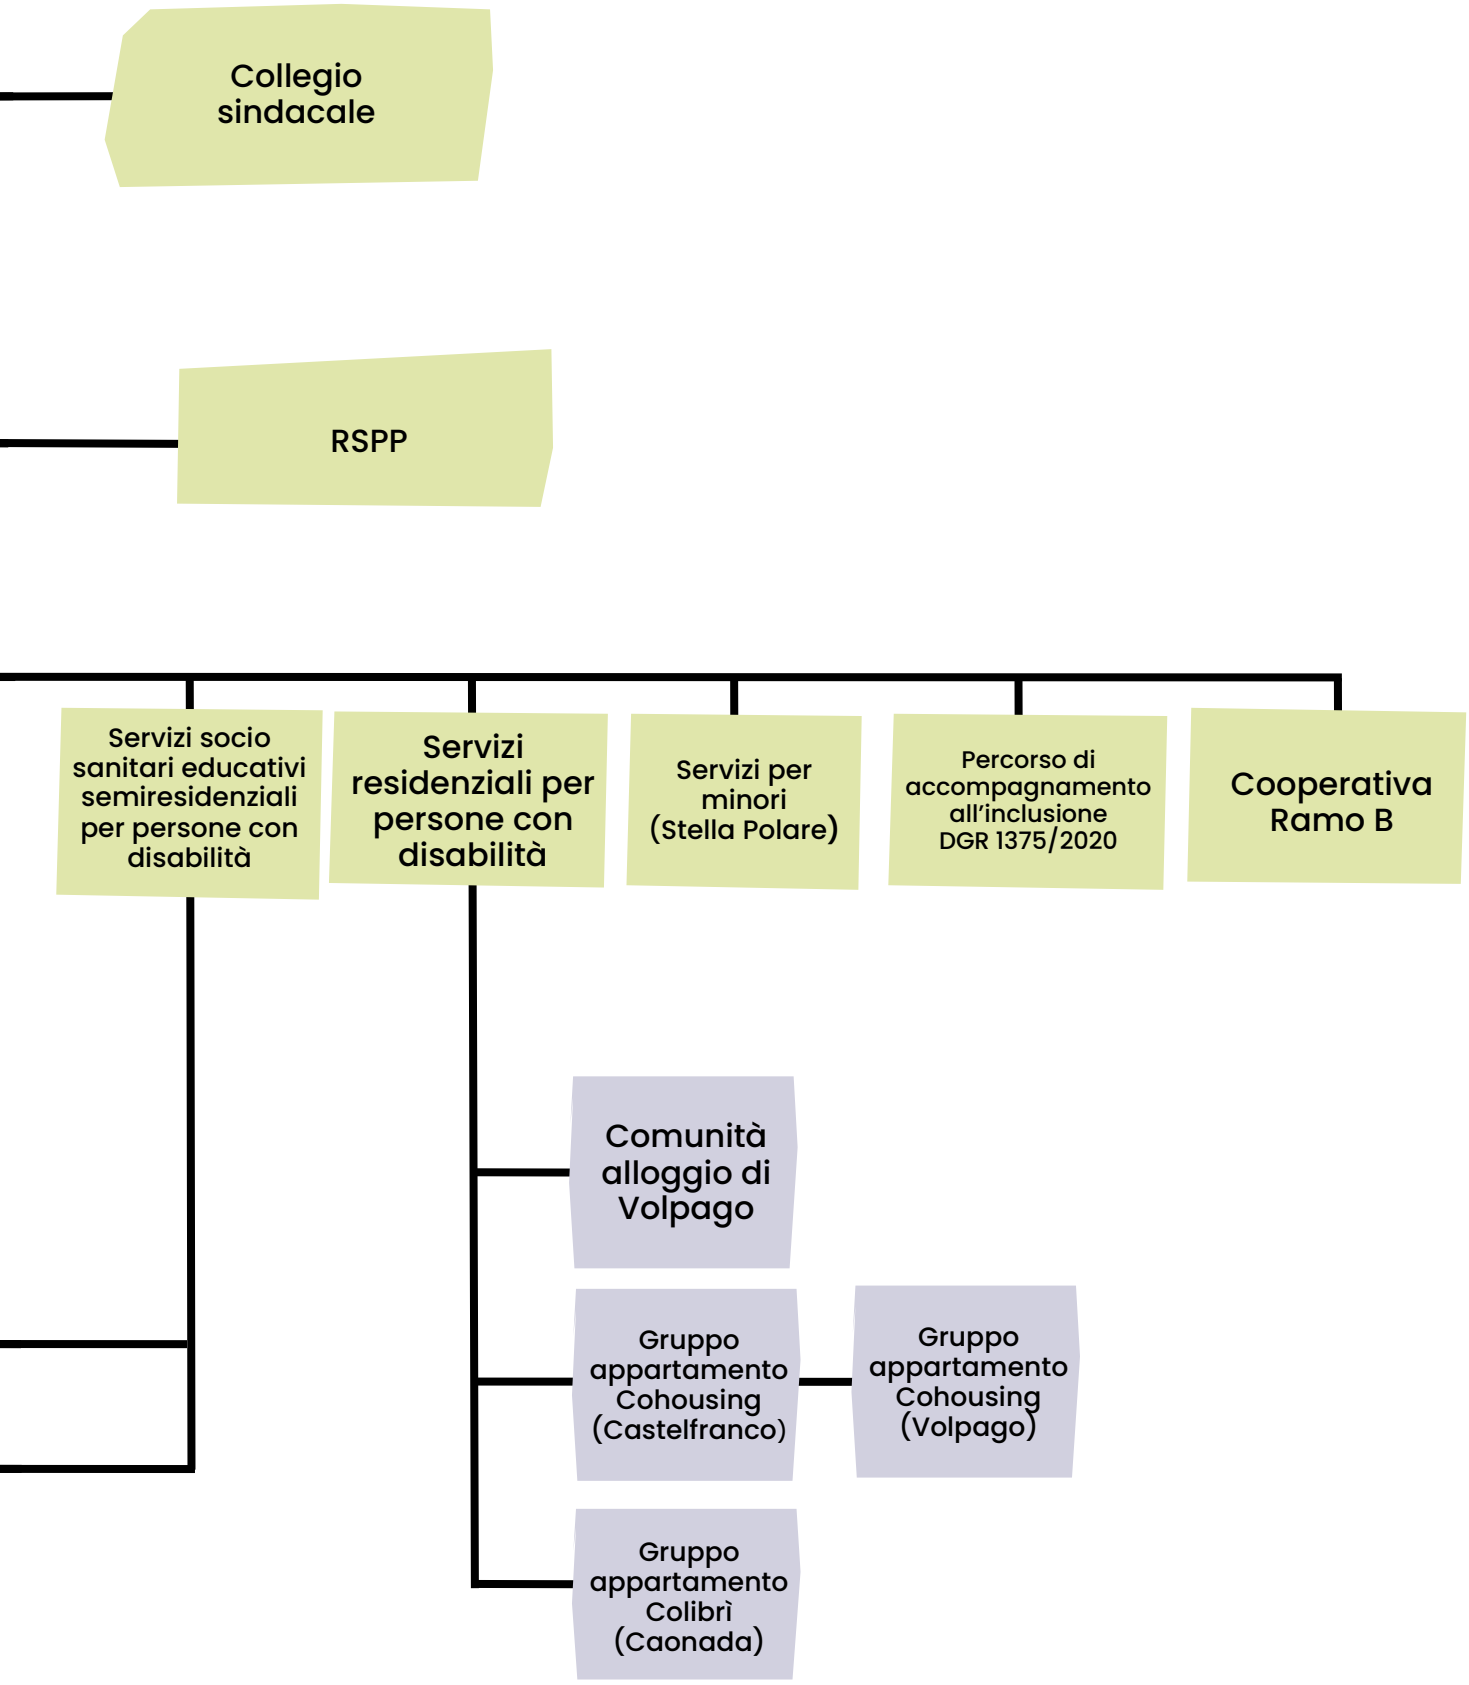 Collegio
sindacale
RSPP
Servizi socio
sanitari educativi
semiresidenziali
per persone con
disabilità
Servizi
residenziali per
persone con
disabilità
Servizi per
minori
(Stella Polare)
Percorso di
accompagnamento
all’inclusione
DGR 1375/2020
Cooperativa
Ramo B
Comunità
alloggio di
Volpago
Gruppo
appartamento
Cohousing
(Castelfranco)
Gruppo
appartamento
Cohousing
(Volpago)
Gruppo
appartamento
Colibrì
(Caonada)